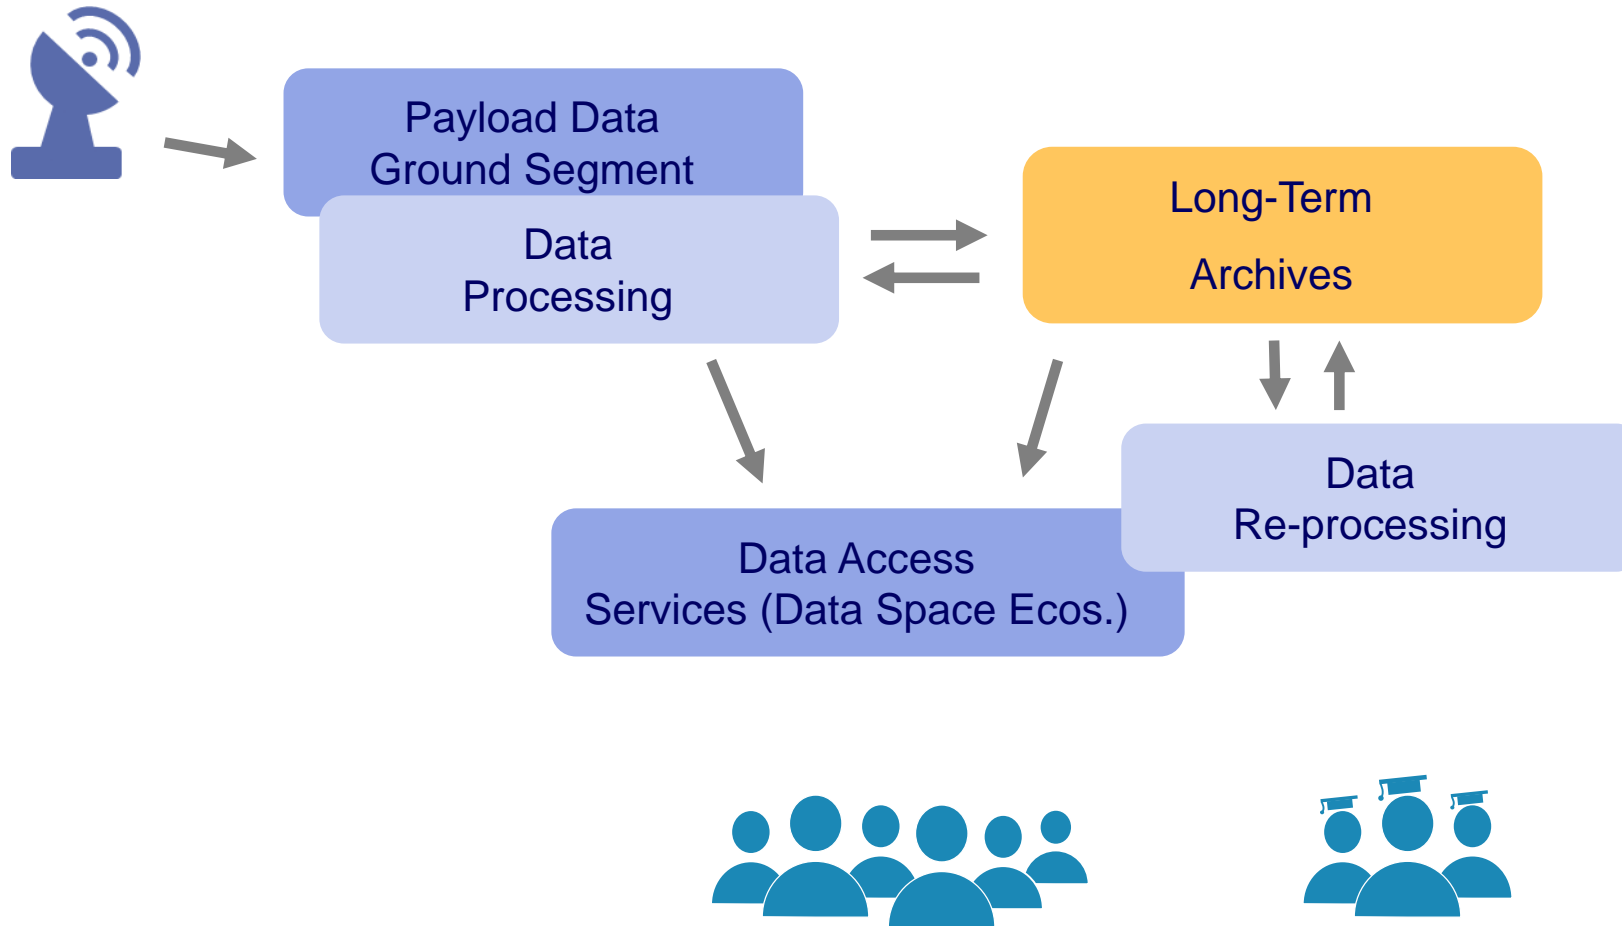 Payload Data
Ground Segment
Data
Processing
Long-Term
Archives
Data
Re-processing
Data Access
Services (Data Space Ecos.)